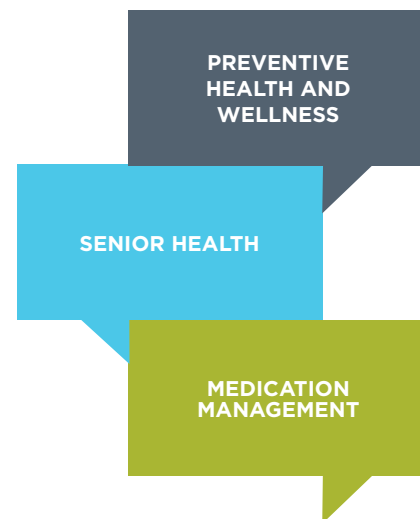 PREVENTIVE
HEALTH AND
WELLNESS
SENIOR HEALTH
MEDICATION
MANAGEMENT